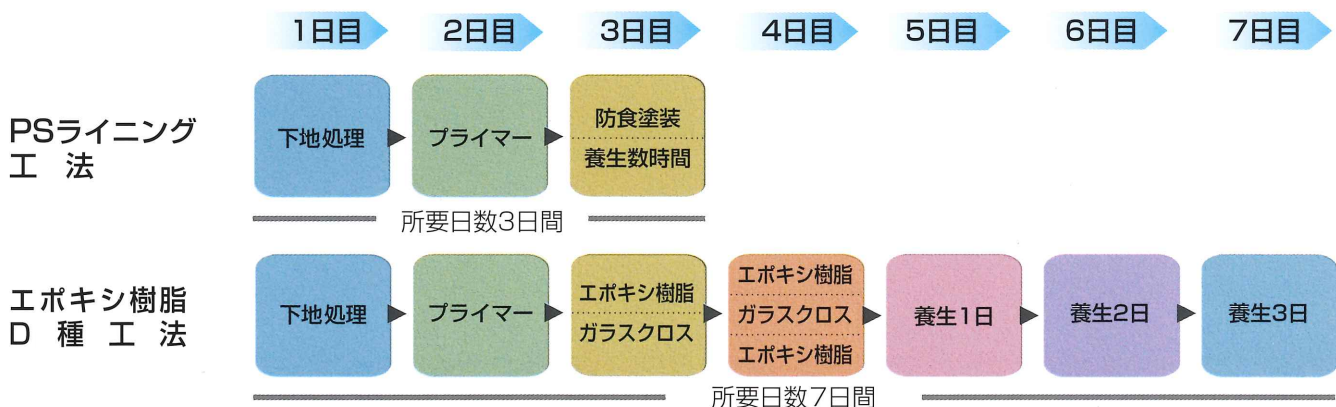 1日目 2日目 3日目 4日目 5日目 6日目 7日目
PSライニング
工 法
下地処理
プライマー
防食塗装
養生数時間
所要日数3日間
エポキシ樹脂
D 種 工 法
下地処理
プライマー
エポキシ樹脂
ガラスクロス
エポキシ樹脂
ガラスクロス
エポキシ樹脂
養生1日
養生2日
養生3日
所要日数7日間